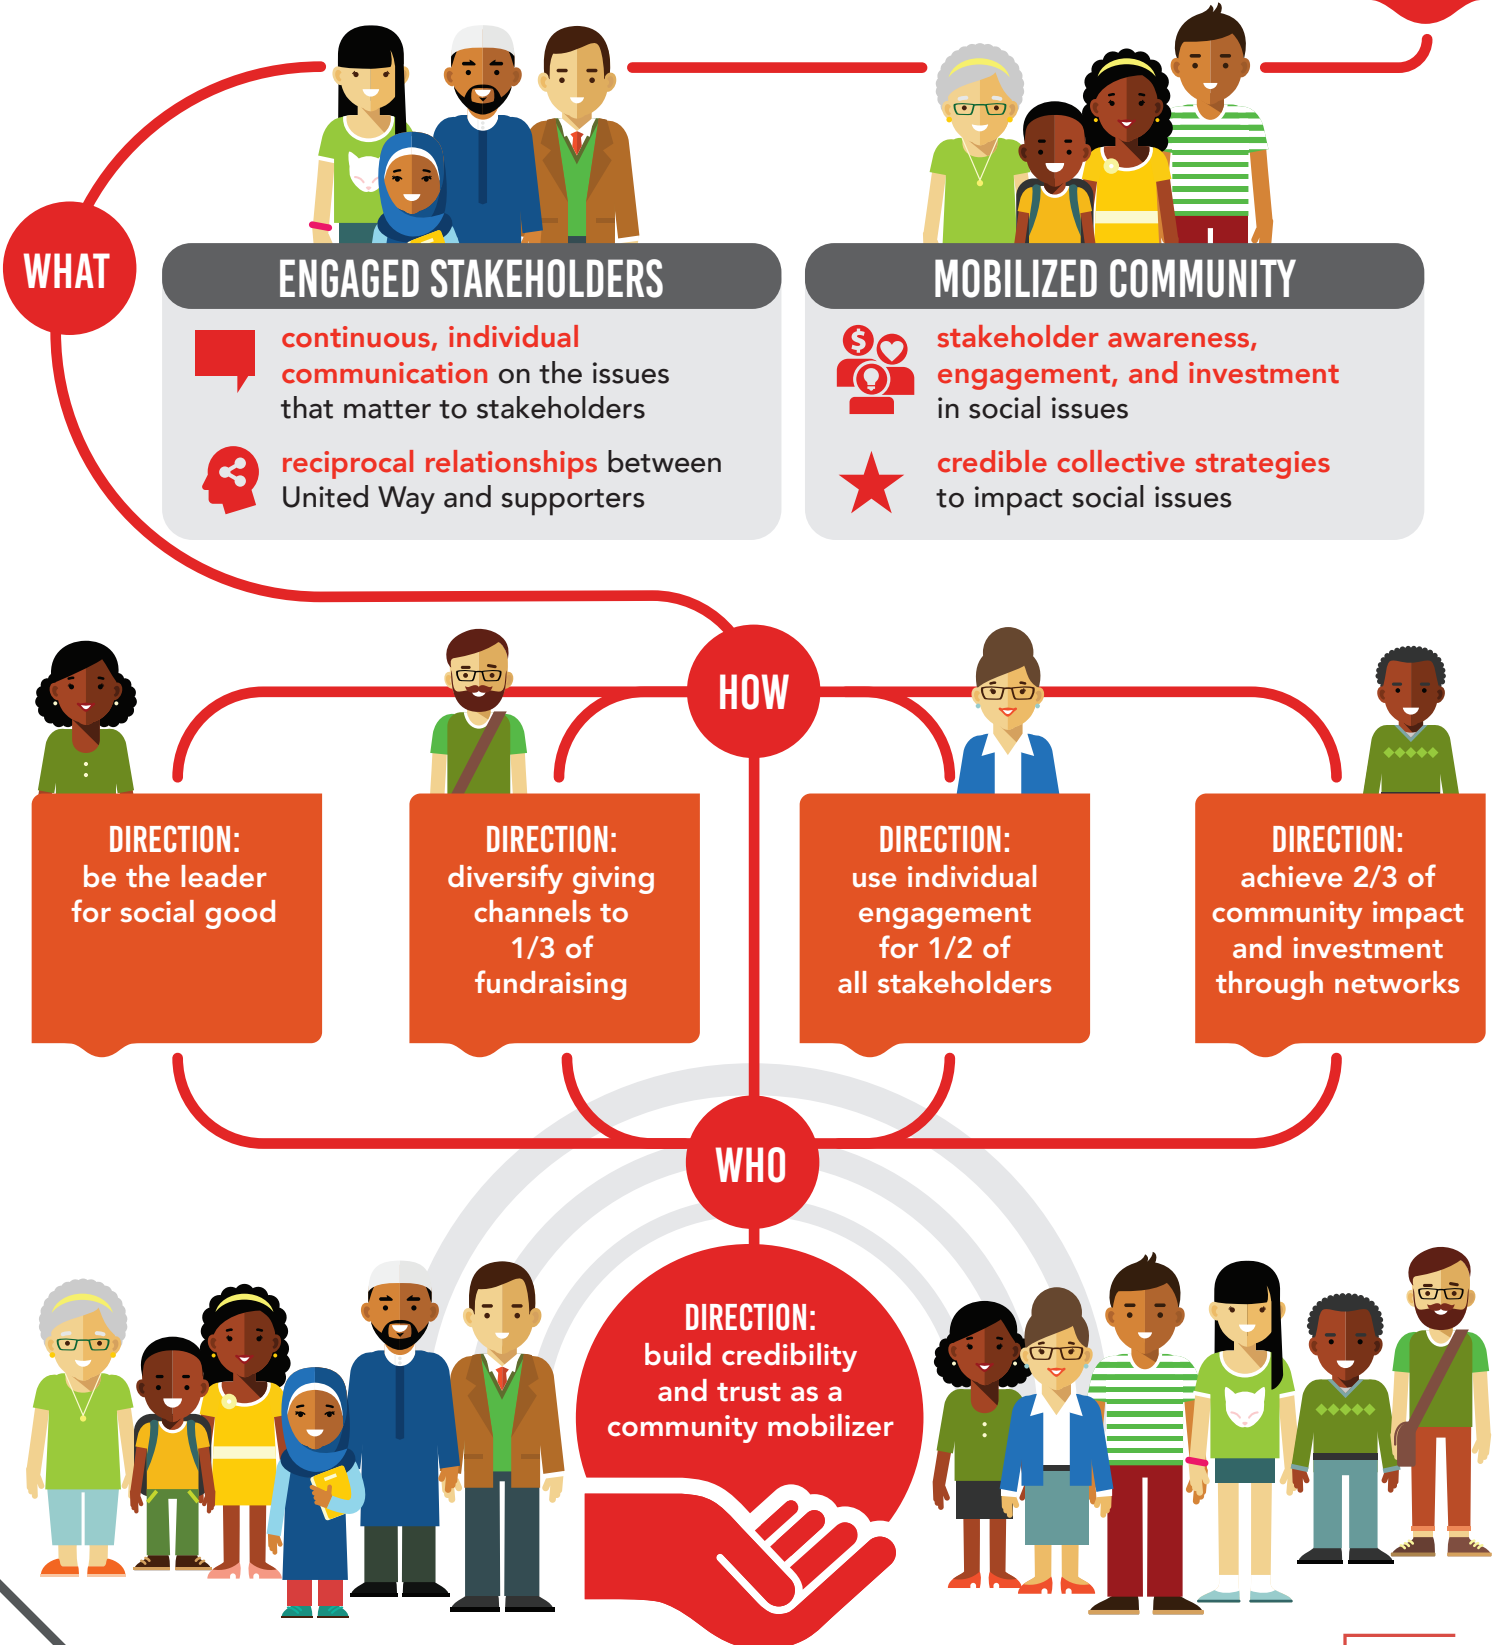 WHAT
ENGAGED STAKEHOLDERS
continuous, individual
communication on the issues
that matter to stakeholders
reciprocal relationships between
United Way and supporters
MOBILIZED COMMUNITY
$
stakeholder awareness,
engagement, and investment
in social issues
credible collective strategies
to impact social issues
HOW
DIRECTION:
be the leader
for social good
DIRECTION:
diversify giving
channels to
1/3 of
fundraising
DIRECTION:
use individual
engagement
for 1/2 of
all stakeholders
DIRECTION:
achieve 2/3 of
community impact
and investment
through networks
WHO
DIRECTION:
build credibility
and trust as a
community mobilizer